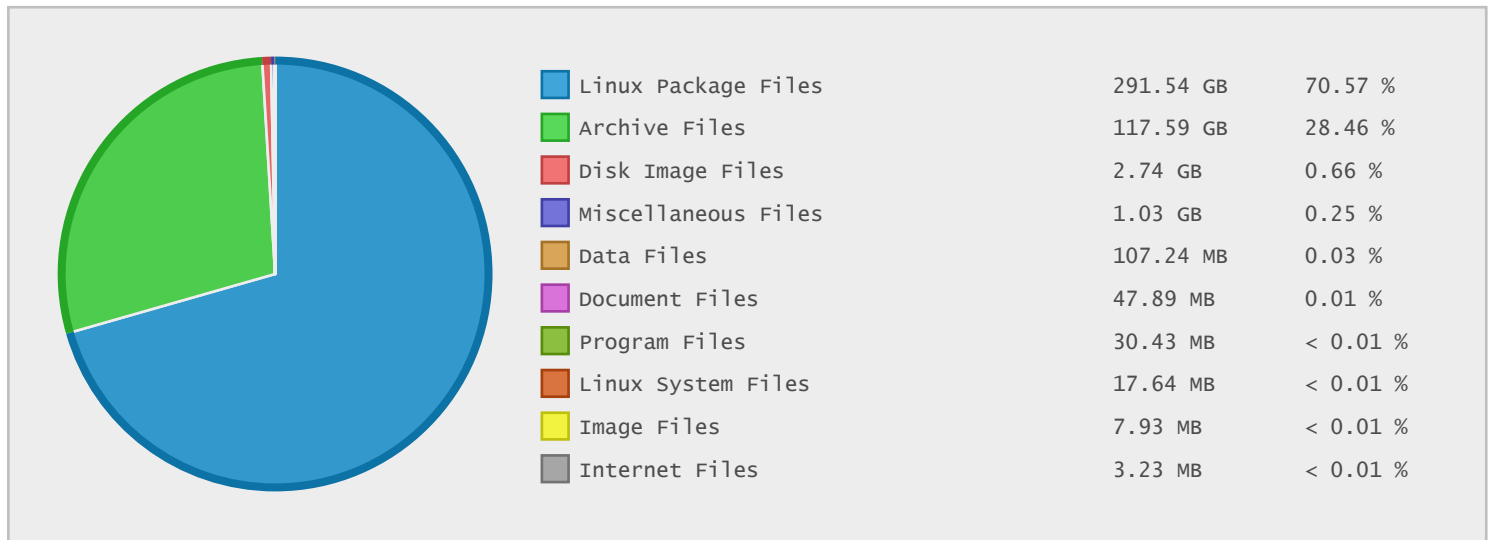 Linux Package Files 291.54 GB 70.57 %
Archive Files 117.59 GB 28.46 %
Disk Image Files 2.74 GB 0.66 %
Miscellaneous Files 1.03 GB 0.25 %
Data Files 107.24 MB 0.03 %
Document Files 47.89 MB 0.01 %
Program Files 30.43 MB < 0.01 %
Linux System Files 17.64 MB < 0.01 %
Image Files 7.93 MB < 0.01 %
Internet Files 3.23 MB < 0.01 %